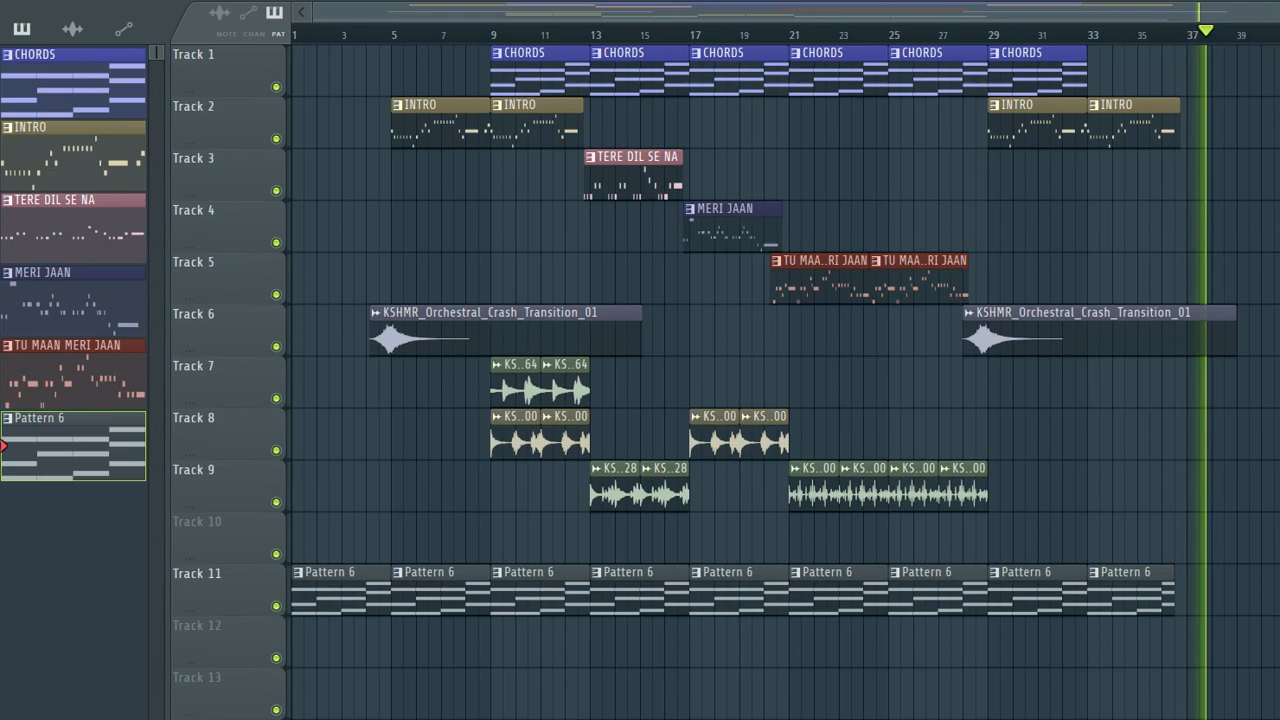 NOTE CHAN PAT
1 3 5 7 9 11 13 15 17 19 21 23 25 27 29 31 33 35 37 39
CHORDS
INTRO
TERE DIL SE NA
MERI JAAN
TU MAAN MERI JAAN
Pattern 6
Track 1
CHORDS CHORDS CHORDS CHORDS CHORDS CHORDS
Track 2
INTRO INTRO INTRO INTRO
Track 3
TERE DIL SE NA
Track 4
MERI JAAN
Track 5
TU MAA..RI JAAN TU MAA..RI JAAN
Track 6
KSHMR_Orchestral_Crash_Transition_01 KSHMR_Orchestral_Crash_Transition_01
Track 7
KS..64 KS..64
Track 8
KS..00 KS..00 KS..00 KS..00
Track 9
KS..28 KS..28 KS..00 KS..00 KS..00 KS..00
Track 10
Track 11
Pattern 6 Pattern 6 Pattern 6 Pattern 6 Pattern 6 Pattern 6 Pattern 6 Pattern 6 Pattern 6
Track 12
Track 13